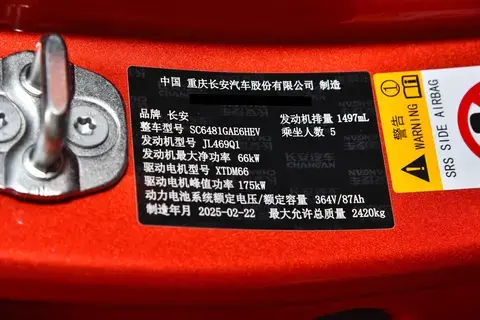 中国 重庆长安汽车股份有限公司 制造
品牌 长安
发动机排量 1497mL
整车型号 SC6481GAE6HEV
乘坐人数 5
发动机型号 JL469Q1
发动机最大净功率 66kW
驱动电机型号 XTDM66
驱动电机峰值功率 175kW
动力电池系统额定电压/额定容量 364V/87Ah
制造年月 2025-02-22
最大允许总质量 2420kg
警告
SRS SIDE AIRBAG